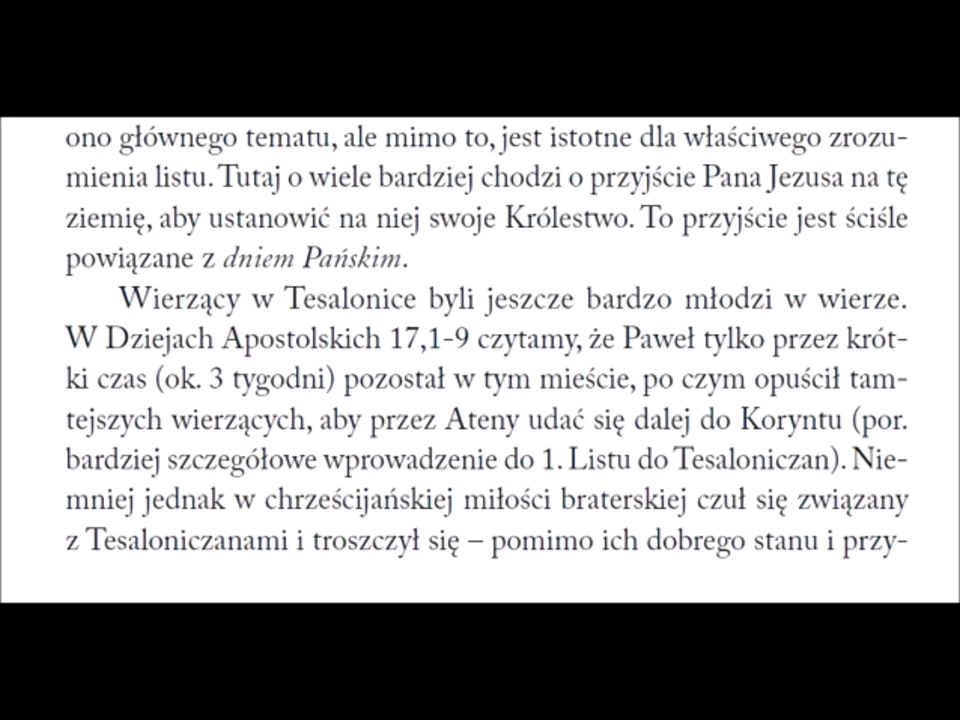 ono głównego tematu, ale mimo to, jest istotne dla właściwego zrozu-
mienia listu. Tutaj o wiele bardziej chodzi o przyjście Pana Jezusa na tę
ziemię, aby ustanowić na niej swoje Królestwo. To przyjście jest ściśle
powiązane z dniem Pańskim.
Wierzący w Tesalonice byli jeszcze bardzo młodzi w wierze.
W Dziejach Apostolskich 17,1-9 czytamy, że Paweł tylko przez krót-
ki czas (ok. 3 tygodni) pozostał w tym mieście, po czym opuścił tam-
tejszych wierzących, aby przez Ateny udać się dalej do Koryntu (por.
bardziej szczegółowe wprowadzenie do 1. Listu do Tesaloniczan). Nie-
mniej jednak w chrześcijańskiej miłości braterskiej czuł się związany
z Tesaloniczanami i troszczył się – pomimo ich dobrego stanu i przy-